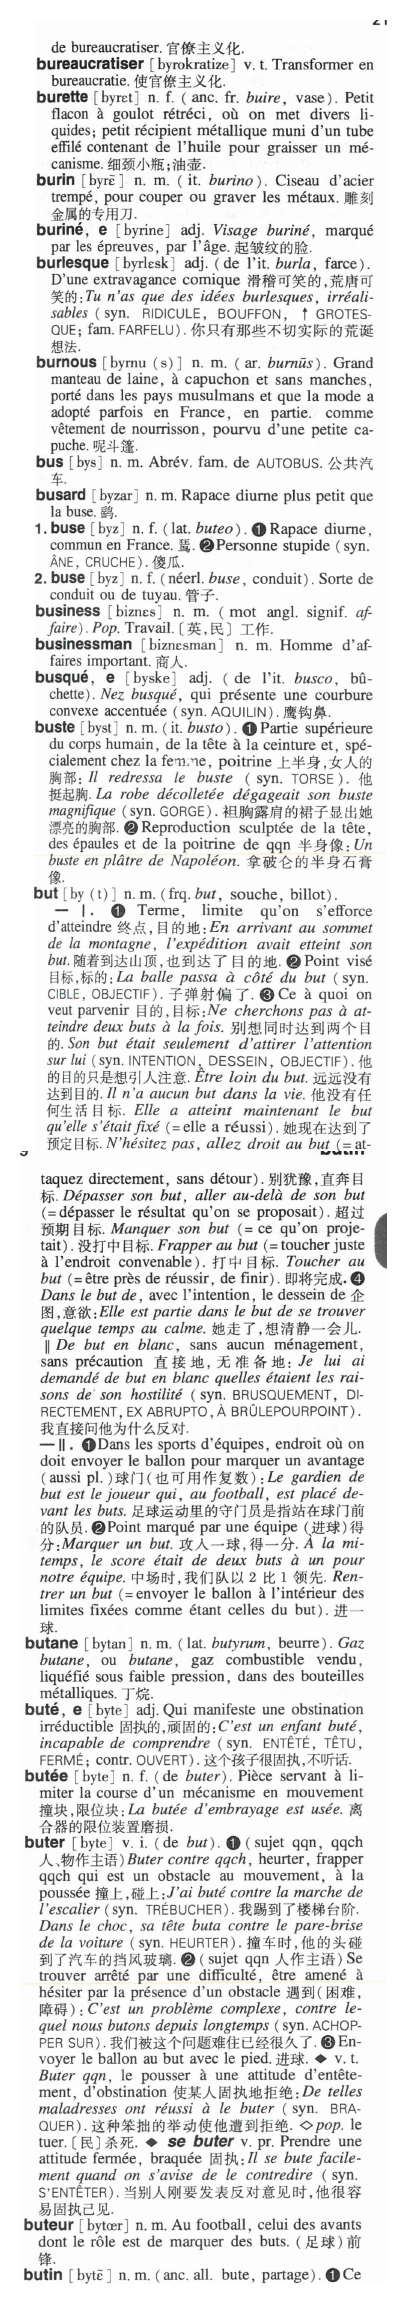 de bureaucratiser. 官僚主义化.
bureaucratiser [byrokratize] v. t. Transformer en
bureaucratie. 使官僚主义化.
burette [byrɛt] n. f. ( anc. fr. buire, vase). Petit
flacon à goulot rétréci, où on met divers li-
quides; petit récipient métallique muni d'un tube
effilé contenant de l'huile pour graisser un mé-
canisme. 细颈小瓶;油壶.
burin [byrɛ̃] n. m. ( it. burino). Ciseau d'acier
trempé, pour couper ou graver les métaux. 雕刻
金属的专用刀.
buriné, e [byrine] adj. Visage buriné, marqué
par les épreuves, par l'âge. 起皱纹的脸.
burlesque [byrlɛsk] adj. (de l'it. burla, farce).
D'une extravagance comique 滑稽可笑的,荒唐可
笑的:Tu n'as que des idées burlesques, irréali-
sables ( syn. RIDICULE, BOUFFON, ↑ GROTES-
QUE; fam. FARFELU). 你只有那些不切实际的荒诞
想法.
burnous [byrnu (s)] n. m. ( ar. burnūs). Grand
manteau de laine, à capuchon et sans manches,
porté dans les pays musulmans et que la mode a
adopté parfois en France, en partie. comme
vêtement de nourrisson, pourvu d'une petite ca-
puche. 呢斗篷.
bus [bys] n. m. Abrév. fam. de AUTOBUS. 公共汽
车.
busard [byzar] n. m. Rapace diurne plus petit que
la buse. 鹞.
1. buse [byz] n. f. (lat. buteo). ❶ Rapace diurne,
commun en France. 鵟. ❷Personne stupide (syn.
ÂNE, CRUCHE). 傻瓜.
2. buse [byz] n. f. (néerl. buse, conduit). Sorte de
conduit ou de tuyau. 管子.
business [biznɛs] n. m. ( mot angl. signif. af-
faire). Pop. Travail. 〔英,民〕工作.
businessman [biznɛsman] n. m. Homme d'af-
faires important. 商人.
busqué, e [byske] adj. ( de l'it. busco, bû-
chette). Nez busqué, qui présente une courbure
convexe accentuée (syn. AQUILIN). 鹰钩鼻.
buste [byst] n. m. (it. busto). ❶Partie supérieure
du corps humain, de la tête à la ceinture et, spé-
cialement chez la femme, poitrine 上半身,女人的
胸部: Il redressa le buste ( syn. TORSE ). 他
挺起胸. La robe décolletée dégageait son buste
magnifique (syn. GORGE). 袒胸露肩的裙子显出她
漂亮的胸部. ❷Reproduction sculptée de la tête,
des épaules et de la poitrine de qqn 半身像:Un
buste en plâtre de Napoléon. 拿破仑的半身石膏
像.
but [by (t)] n. m. (frq. but, souche, billot).
— I. ❶ Terme, limite qu'on s'efforce
d'atteindre 终点,目的地:En arrivant au sommet
de la montagne, l'expédition avait etteint son
but. 随着到达山顶,也到达了目的地. ❷ Point visé
目标,标的: La balle passa à côté du but ( syn.
CIBLE, OBJECTIF). 子弹射偏了. ❸Ce à quoi on
veut parvenir 目的,目标:Ne cherchons pas à at-
teindre deux buts à la fois. 别想同时达到两个目
的. Son but était seulement d'attirer l'attention
sur lui (syn. INTENTION, DESSEIN, OBJECTIF). 他
的目的只是想引人注意. Être loin du but. 远远没有
达到目的. Il n'a aucun but dans la vie. 他没有任
何生活目标. Elle a atteint maintenant le but
qu'elle s'était fixé (=elle a réussi). 她现在达到了
预定目标. N'hésitez pas, allez droit au but (=at-
taquez directement, sans détour). 别犹豫,直奔目
标. Dépasser son but, aller au-delà de son but
(=dépasser le résultat qu'on se proposait). 超过
预期目标. Manquer son but (=ce qu'on proje-
tait). 没打中目标. Frapper au but (=toucher juste
à l'endroit convenable). 打中目标. Toucher au
but (=être près de réussir, de finir). 即将完成. ❹
Dans le but de, avec l'intention, le dessein de 企
图,意欲:Elle est partie dans le but de se trouver
quelque temps au calme. 她走了,想清静一会儿.
‖ De but en blanc, sans aucun ménagement,
sans précaution 直接地,无准备地: Je lui ai
demandé de but en blanc quelles étaient les rai-
sons de son hostilité ( syn. BRUSQUEMENT, DI-
RECTEMENT, EX ABRUPTO, À BRÛLEPOURPOINT).
我直接问他为什么反对.
— II. ❶Dans les sports d'équipes, endroit où on
doit envoyer le ballon pour marquer un avantage
( aussi pl. )球门(也可用作复数):Le gardien de
but est le joueur qui, au football, est placé de-
vant les buts. 足球运动里的守门员是指站在球门前
的队员. ❷Point marqué par une équipe (进球)得
分:Marquer un but. 攻入一球,得一分. À la mi-
temps, le score était de deux buts à un pour
notre équipe. 中场时,我们队以 2 比 1 领先. Ren-
trer un but (=envoyer le ballon à l'intérieur des
limites fixées comme étant celles du but). 进一
球.
butane [bytan] n. m. (lat. butyrum, beurre). Gaz
butane, ou butane, gaz combustible vendu,
liquéfié sous faible pression, dans des bouteilles
métalliques. 丁烷.
buté, e [byte] adj. Qui manifeste une obstination
irréductible 固执的,顽固的:C'est un enfant buté,
incapable de comprendre ( syn. ENTÊTÉ, TÊTU,
FERMÉ; contr. OUVERT). 这个孩子很固执,不听话.
butée [byte] n. f. (de buter). Pièce servant à li-
miter la course d'un mécanisme en mouvement
撞块,限位块: La butée d'embrayage est usée. 离
合器的限位装置磨损.
buter [byte] v. i. (de but). ❶ ( sujet qqn, qqch
人、物作主语)Buter contre qqch, heurter, frapper
qqch qui est un obstacle au mouvement, à la
poussée 撞上,碰上:J'ai buté contre la marche de
l'escalier (syn. TRÉBUCHER). 我踢到了楼梯台阶.
Dans le choc, sa tête buta contre le pare-brise
de la voiture (syn. HEURTER). 撞车时,他的头碰
到了汽车的挡风玻璃. ❷(sujet qqn 人作主语)Se
trouver arrêté par une difficulté, être amené à
hésiter par la présence d'un obstacle 遇到(困难,
障碍): C'est un problème complexe, contre le-
quel nous butons depuis longtemps (syn. ACHOP-
PER SUR). 我们被这个问题难住已经很久了. ❸En-
voyer le ballon au but avec le pied. 进球. ◆ v. t.
Buter qqn, le pousser à une attitude d'entête-
ment, d'obstination 使某人固执地拒绝:De telles
maladresses ont réussi à le buter ( syn. BRA-
QUER). 这种笨拙的举动使他遭到拒绝. ◇pop. le
tuer. 〔民〕杀死. ◆ se buter v. pr. Prendre une
attitude fermée, braquée 固执:Il se bute facile-
ment quand on s'avise de le contredire ( syn.
S'ENTÊTER). 当别人刚要发表反对意见时,他很容
易固执己见.
buteur [bytœr] n. m. Au football, celui des avants
dont le rôle est de marquer des buts. (足球)前
锋.
butin [bytɛ̃] n. m. (anc. all. bute, partage). ❶Ce